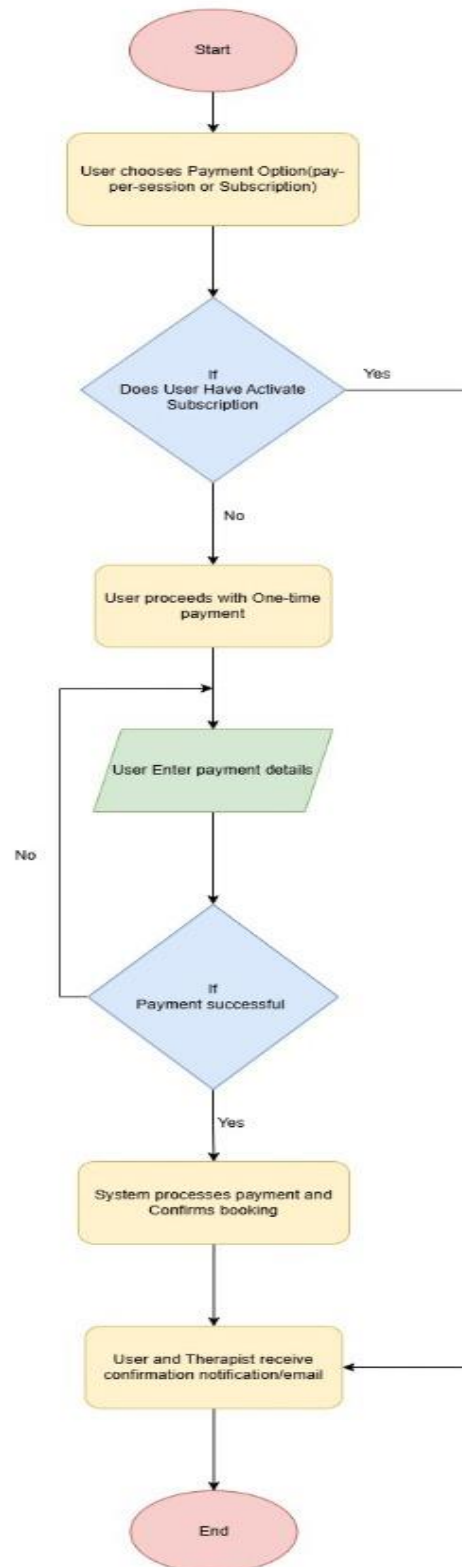 Start
User chooses Payment Option(pay-
per-session or Subscription)
If
Does User Have Activate
Subscription
Yes
No
User proceeds with One-time
payment
User Enter payment details
No
If
Payment successful
Yes
System processes payment and
Confirms booking
User and Therapist receive
confirmation notification/email
End